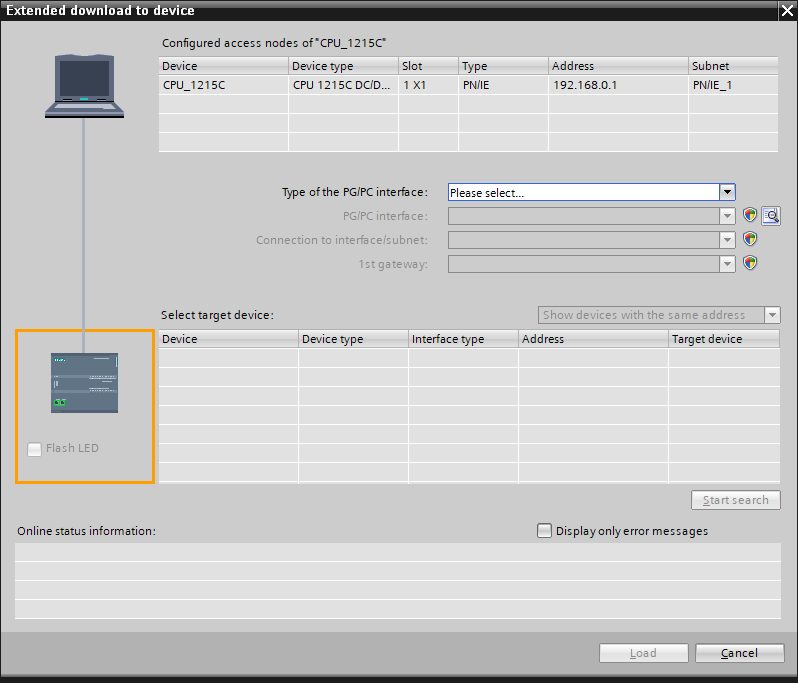 Extended download to device
Configured access nodes of "CPU_1215C"
Device Device type Slot Type Address Subnet
CPU_1215C CPU 1215C DC/D... 1 X1 PN/IE 192.168.0.1 PN/IE_1
Type of the PG/PC interface: Please select...
PG/PC interface:
Connection to interface/subnet:
1st gateway:
Select target device: Show devices with the same address
Device Device type Interface type Address Target device
Flash LED
Start search
Online status information: Display only error messages
Load Cancel